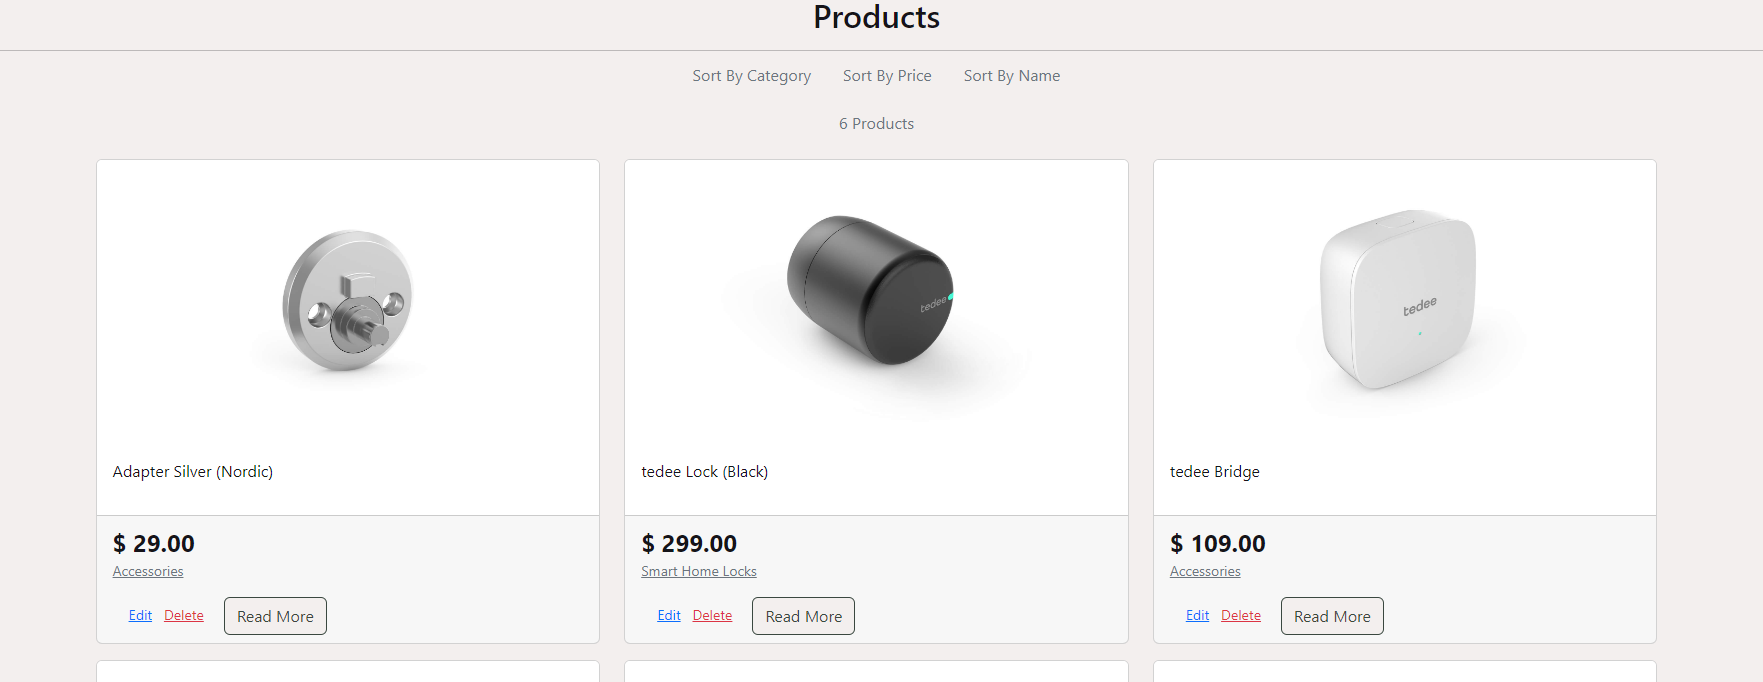 Products
Sort By Category Sort By Price Sort By Name
6 Products
tedee
tedee
Adapter Silver (Nordic)
tedee Lock (Black)
tedee Bridge
$ 29.00
Accessories
Edit Delete Read More
$ 299.00
Smart Home Locks
Edit Delete Read More
$ 109.00
Accessories
Edit Delete Read More